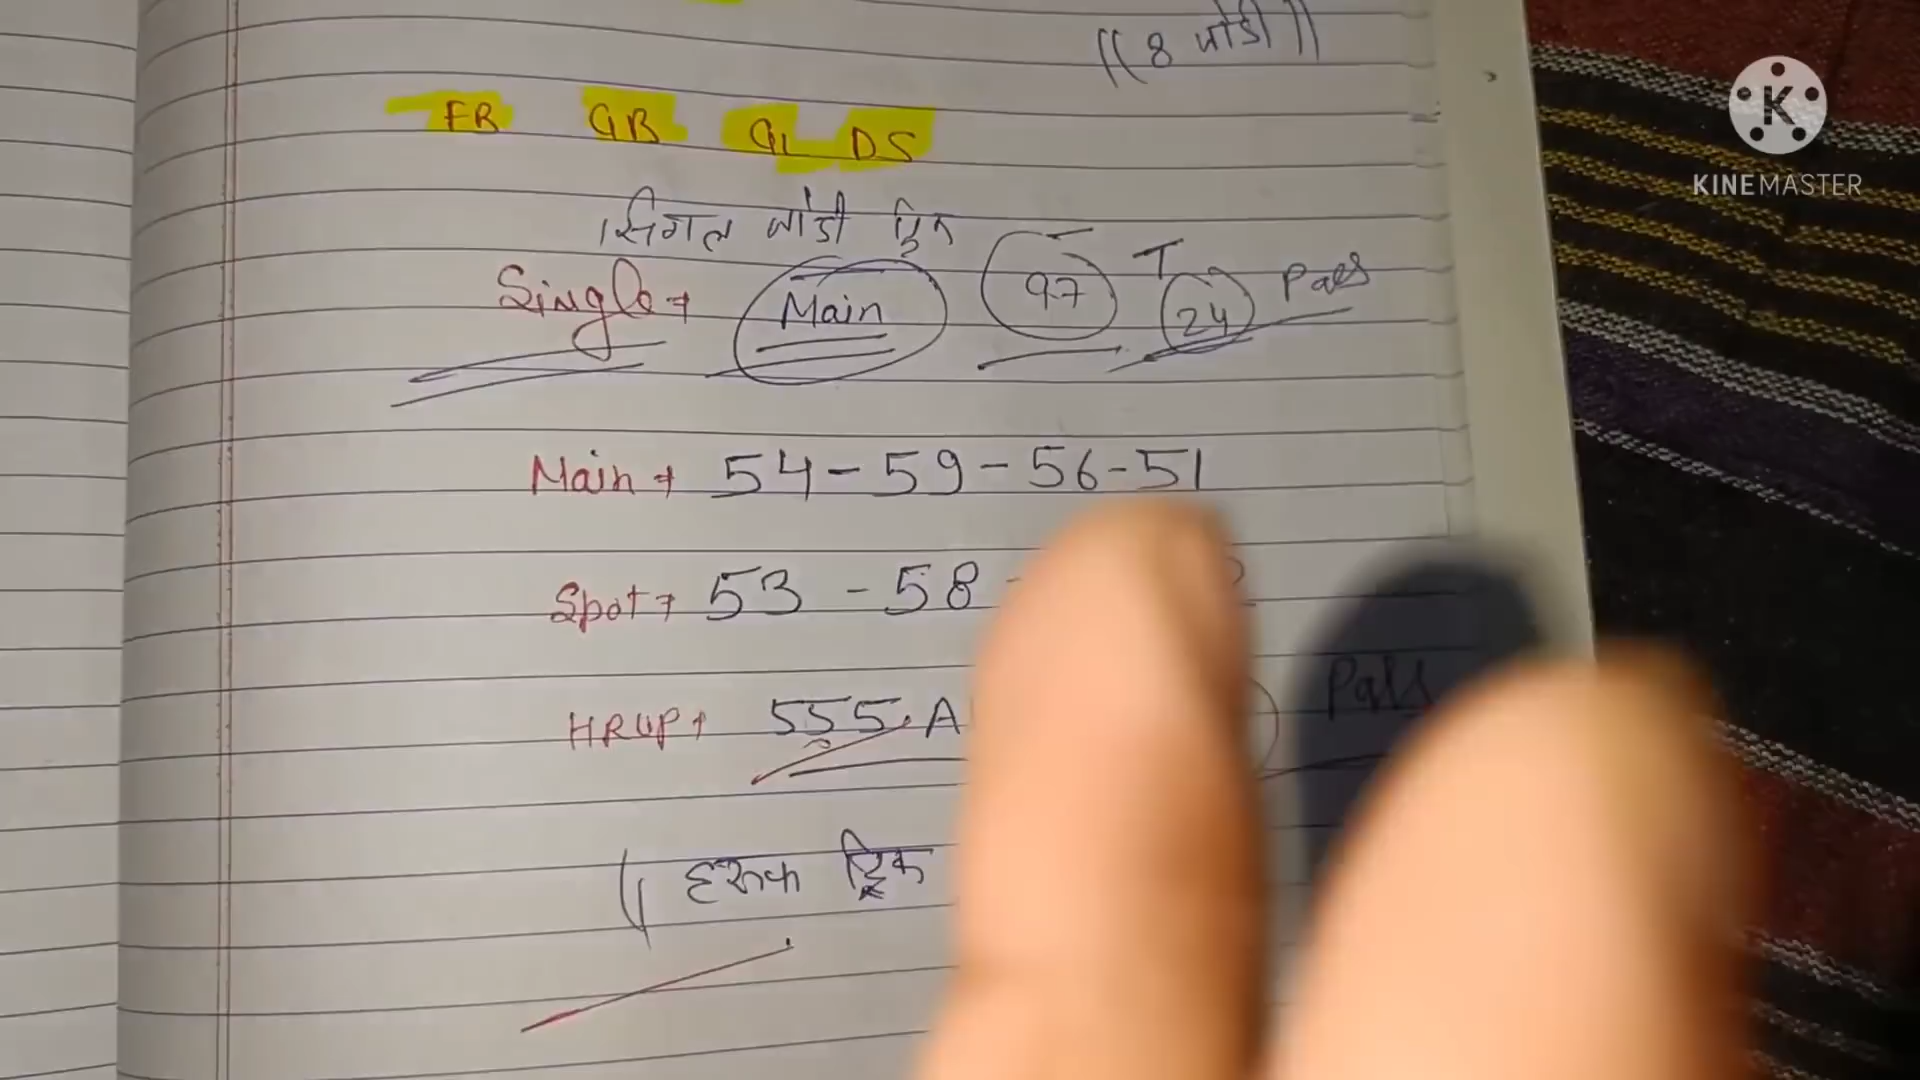 ((8 जोडी))
FB GB GL DS
KINEMASTER
सिगल जोडी ट्रिक
Single → Main 97 T 24 Pass
Main → 54-59-56-51
Spot → 53-58-
HRUP → 555.A Pass
(( हरूफ ट्रिक